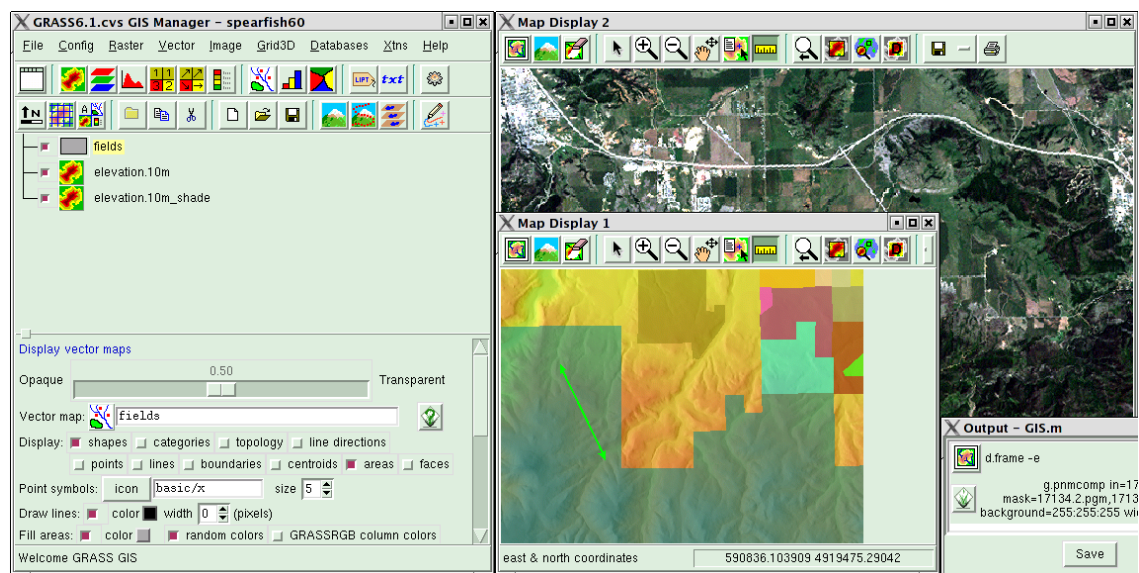 GRASS6.1.cvs GIS Manager - spearfish60
File Config Raster Vector Image Grid3D Databases Xtns Help
LIFT txt
fields
elevation.10m
elevation.10m_shade
Display vector maps
0.50
Opaque Transparent
Vector map: fields
Display: shapes categories topology line directions
points lines boundaries centroids areas faces
Point symbols: icon basic/x size 5
Draw lines: color width 0 (pixels)
Fill areas: color random colors GRASSRGB column colors
Welcome GRASS GIS
Map Display 2
Map Display 1
east & north coordinates 590836.103909 4919475.29042
Output - GIS.m
d.frame -e
g.pnmcomp in=17
mask=17134.2.pgm,1713
background=255:255:255 wi
Save